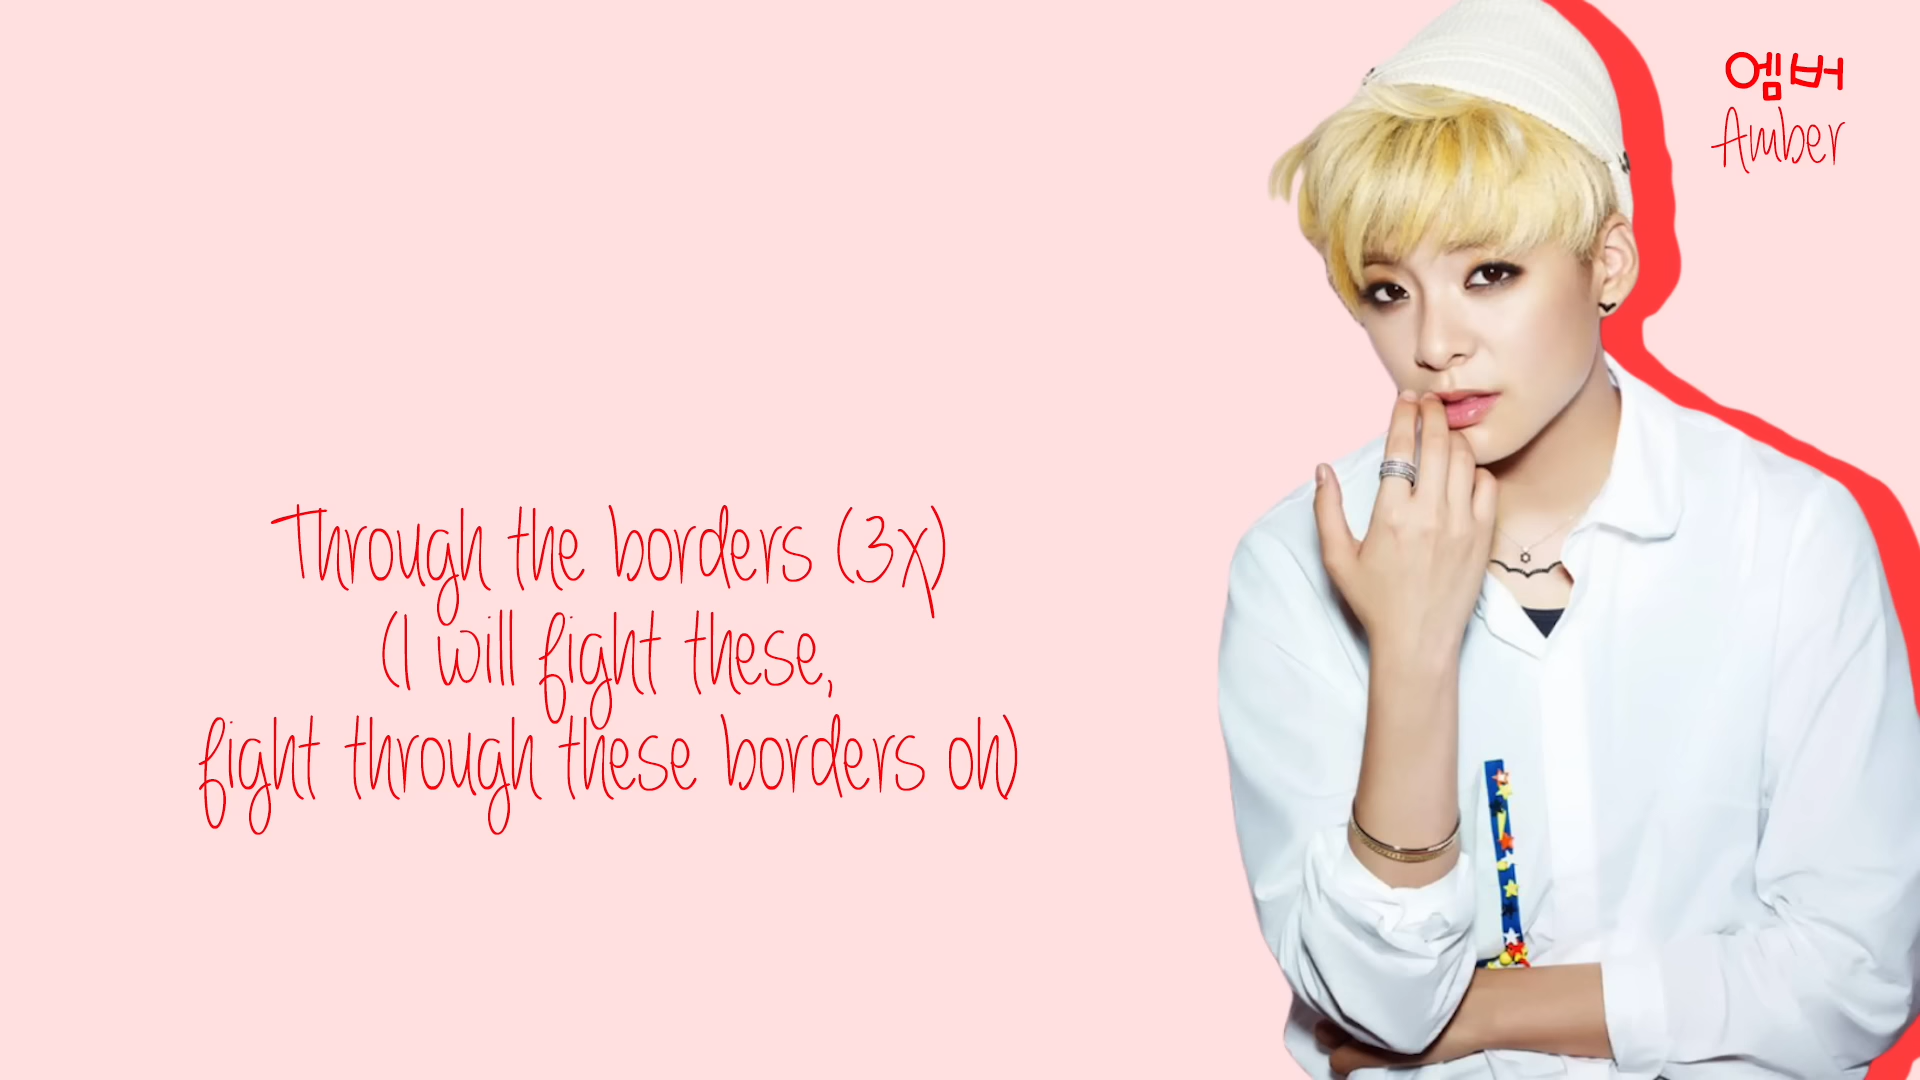 엠버
Amber
Through the borders (3x)
(I will fight these,
fight through these borders oh)